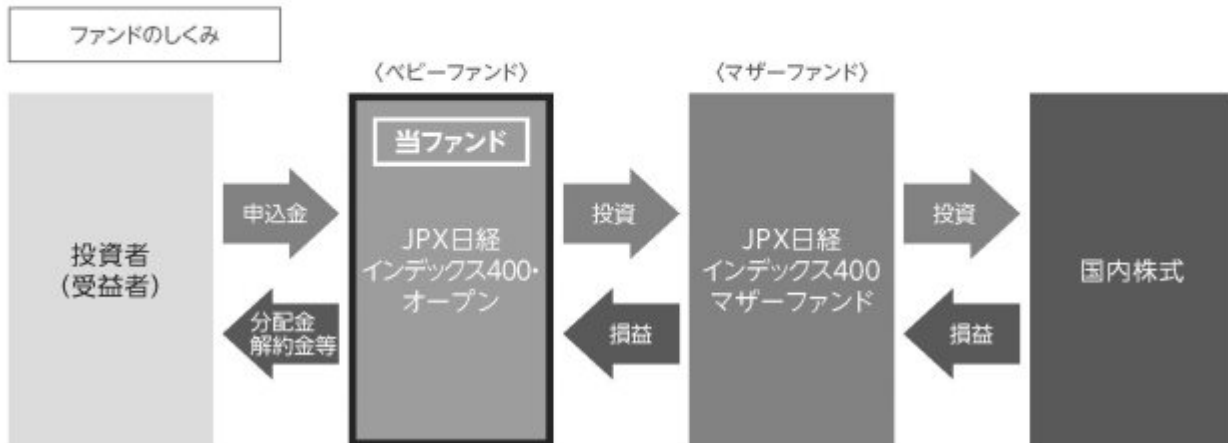 ファンドのしくみ
〈ベビーファンド〉
〈マザーファンド〉
投資者
(受益者)
申込金
分配金
解約金等
当ファンド
JPX日経
インデックス400・
オープン
投資
損益
JPX日経
インデックス400
マザーファンド
投資
損益
国内株式